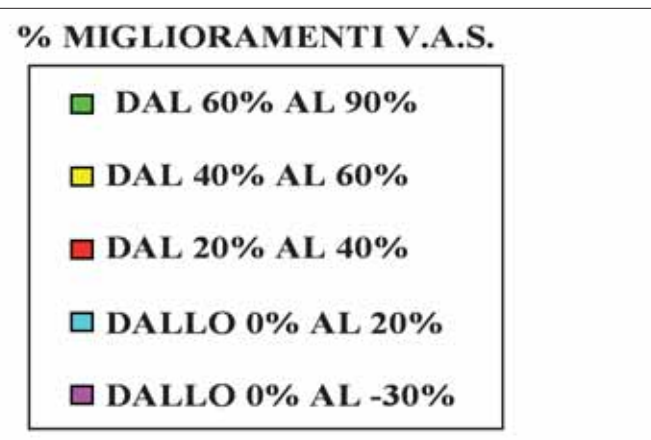 % MIGLIORAMENTI V.A.S.
DAL 60% AL 90%
DAL 40% AL 60%
DAL 20% AL 40%
DALLO 0% AL 20%
DALLO 0% AL -30%